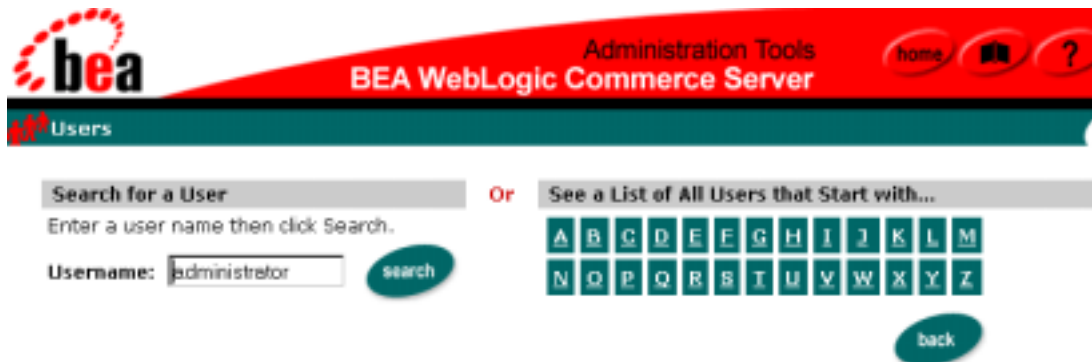 bea
Administration Tools
BEA WebLogic Commerce Server
home
?
Users
Search for a User
Or
See a List of All Users that Start with...
Enter a user name then click Search.
Username: administrator
search
A B C D E F G H I J K L M
N O P Q R S T U V W X Y Z
back